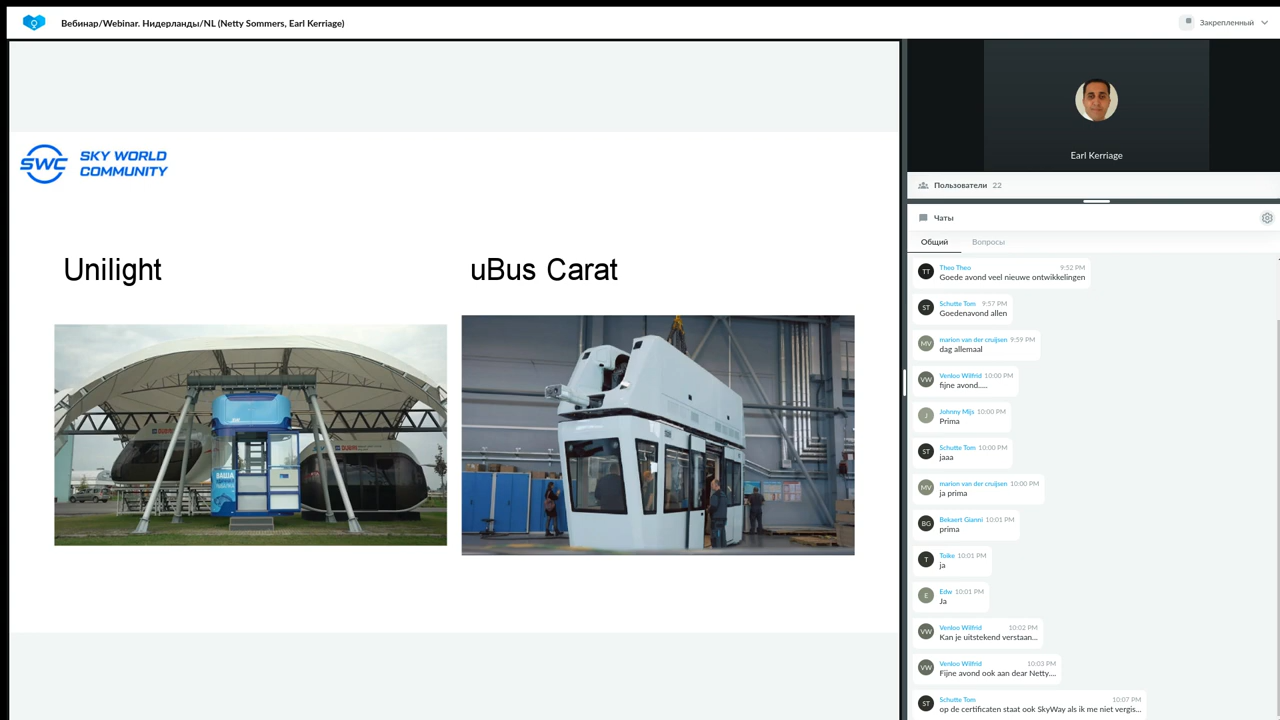 Вебинар/Webinar. Нидерланды/NL (Netty Sommers, Earl Kerriage)
Закрепленный
SWC SKY WORLD
COMMUNITY
Unilight
uBus Carat
Earl Kerriage
Пользователи 22
Чаты
Общий Вопросы
TT Theo Theo 9:52 PM
Goede avond veel nieuwe ontwikkelingen
ST Schutte Tom 9:57 PM
Goedenavond allen
MV marion van der cruijsen 9:59 PM
dag allemaal
VW Venloo Wilfrid 10:00 PM
fijne avond.....
J Johnny Mijs 10:00 PM
Prima
ST Schutte Tom 10:00 PM
jaaa
MV marion van der cruijsen 10:00 PM
ja prima
BG Bekaert Gianni 10:01 PM
prima
T Toike 10:01 PM
ja
E Edw 10:01 PM
Ja
VW Venloo Wilfrid 10:02 PM
Kan je uitstekend verstaan...
VW Venloo Wilfrid 10:03 PM
Fijne avond ook aan dear Netty....
ST Schutte Tom 10:07 PM
op de certificaten staat ook SkyWay als ik me niet vergis...